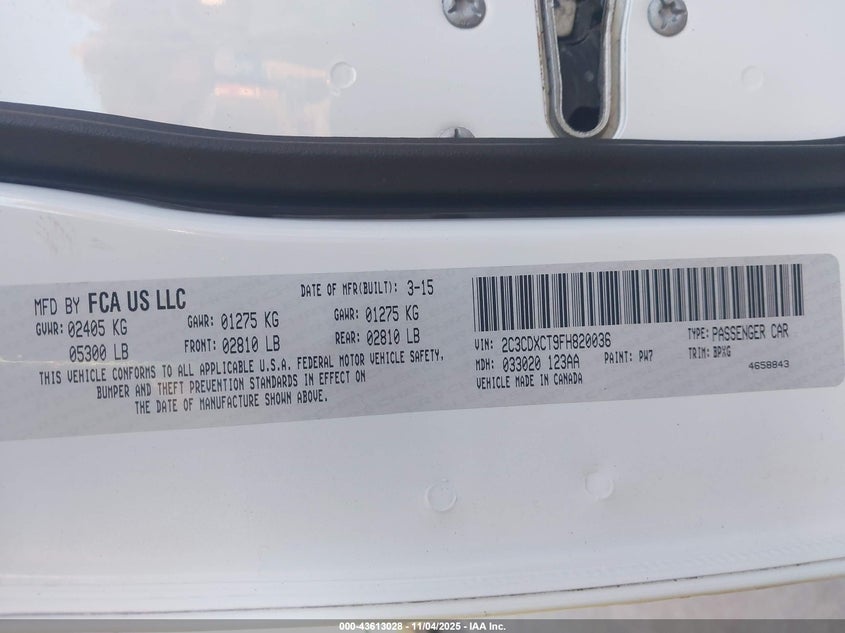 MFD BY FCA US LLC
DATE OF MFR(BUILT): 3-15
GVWR: 02405 KG
GAWR: 01275 KG
GAWR: 01275 KG
05300 LB
FRONT: 02810 LB
REAR: 02810 LB
THIS VEHICLE CONFORMS TO ALL APPLICABLE U.S.A. FEDERAL MOTOR VEHICLE SAFETY,
BUMPER AND THEFT PREVENTION STANDARDS IN EFFECT ON
THE DATE OF MANUFACTURE SHOWN ABOVE.
VIN: 2C3CDXCT9FH820036
TYPE: PASSENGER CAR
MDH: 033020 123AA
PAINT: PW7
TRIM: BPXG
VEHICLE MADE IN CANADA
4658843
000-43613028 - 11/04/2025 - IAA Inc.